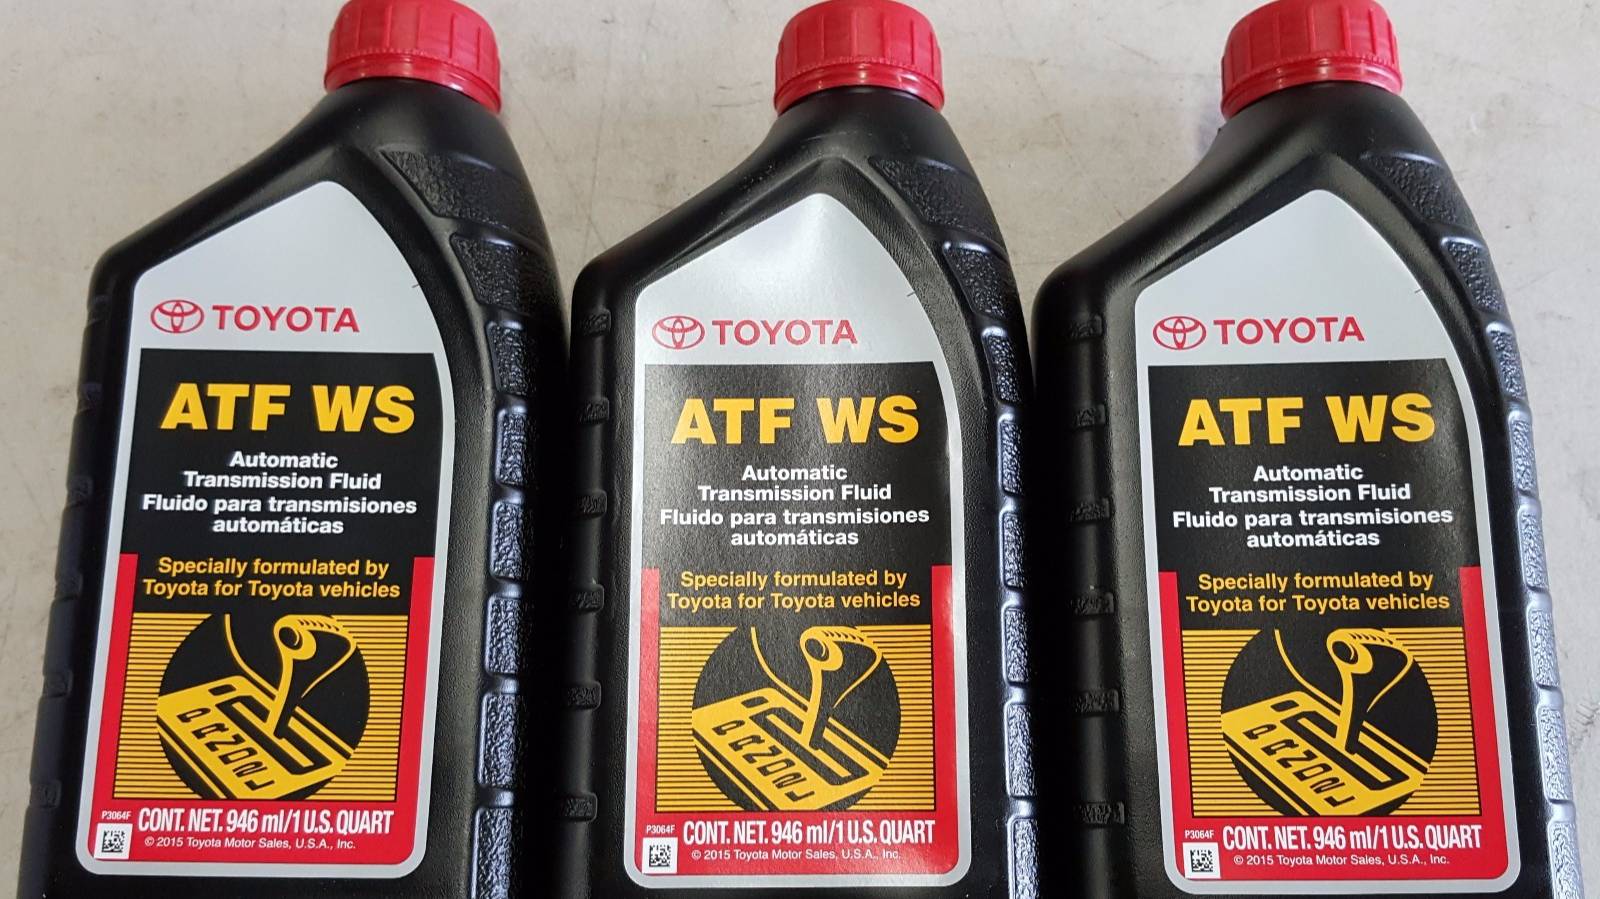 TOYOTA
ATF WS
Automatic
Transmission Fluid
Fluido para transmisiones
automáticas
Specially formulated by
Toyota for Toyota vehicles
P3064F
CONT. NET. 946 ml/1 U.S. QUART
© 2015 Toyota Motor Sales, U.S.A., Inc.
TOYOTA
ATF WS
Automatic
Transmission Fluid
Fluido para transmisiones
automáticas
Specially formulated by
Toyota for Toyota vehicles
P3064F
CONT. NET. 946 ml/1 U.S. QUART
© 2015 Toyota Motor Sales, U.S.A., Inc.
TOYOTA
ATF WS
Automatic
Transmission Fluid
Fluido para transmisiones
automáticas
Specially formulated by
Toyota for Toyota vehicles
P3064F
CONT. NET. 946 ml/1 U.S. QUART
© 2015 Toyota Motor Sales, U.S.A., Inc.